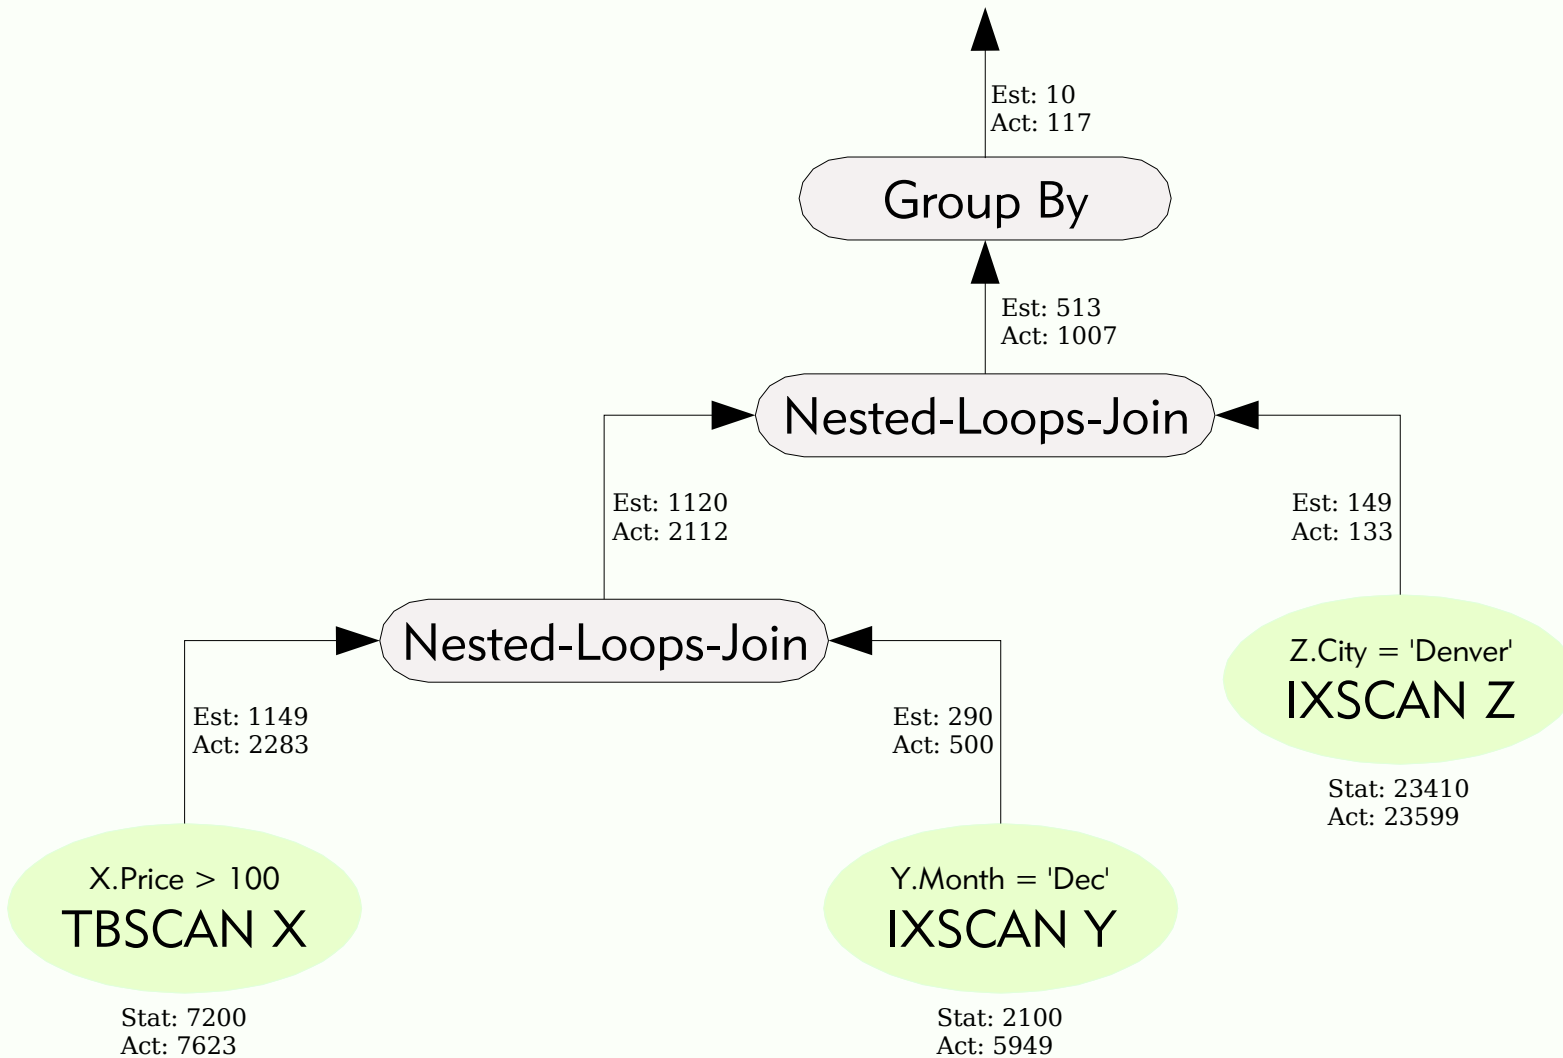 Est: 10
Act: 117
Group By
Est: 513
Act: 1007
Nested-Loops-Join
Est: 1120
Act: 2112
Est: 149
Act: 133
Nested-Loops-Join
Z.City = 'Denver'
IXSCAN Z
Est: 1149
Act: 2283
Est: 290
Act: 500
Stat: 23410
Act: 23599
X.Price > 100
TBSCAN X
Y.Month = 'Dec'
IXSCAN Y
Stat: 7200
Act: 7623
Stat: 2100
Act: 5949